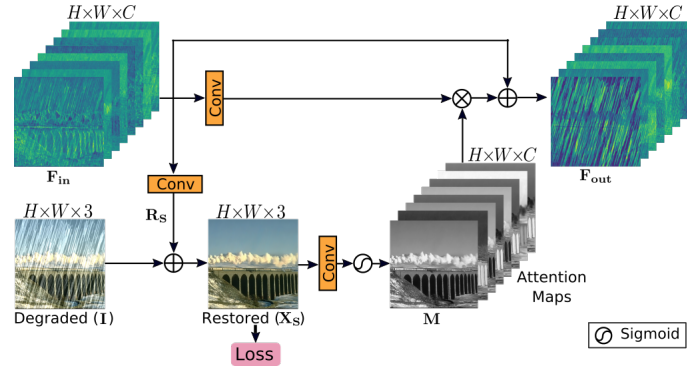 H×W×C
H×W×C
Conv
F_in
H×W×C
F_out
Conv
H×W×3
R_S
H×W×3
Conv
Attention
Maps
Degraded (I)
Restored (X_S)
M
Loss
Sigmoid